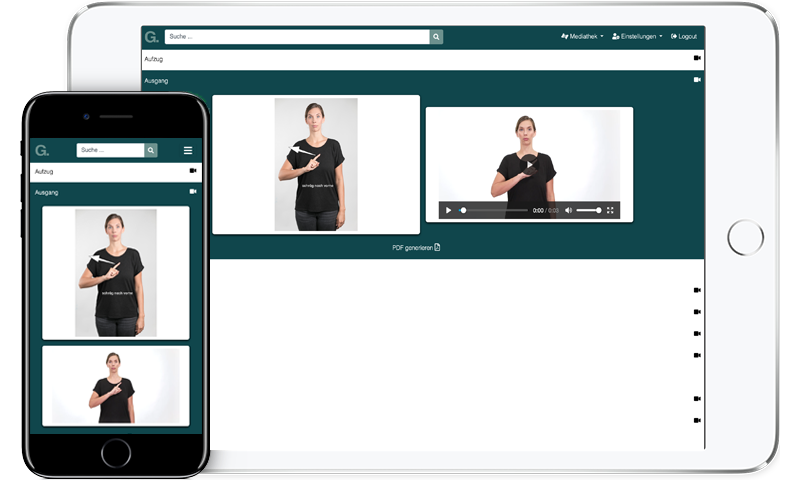 G.
Suche ...
Mediathek
Einstellungen
Logout
Aufzug
Ausgang
schräg nach vorne
0:00 / 0:03
PDF generieren
G.
Suche ...
Aufzug
Ausgang
schräg nach vorne